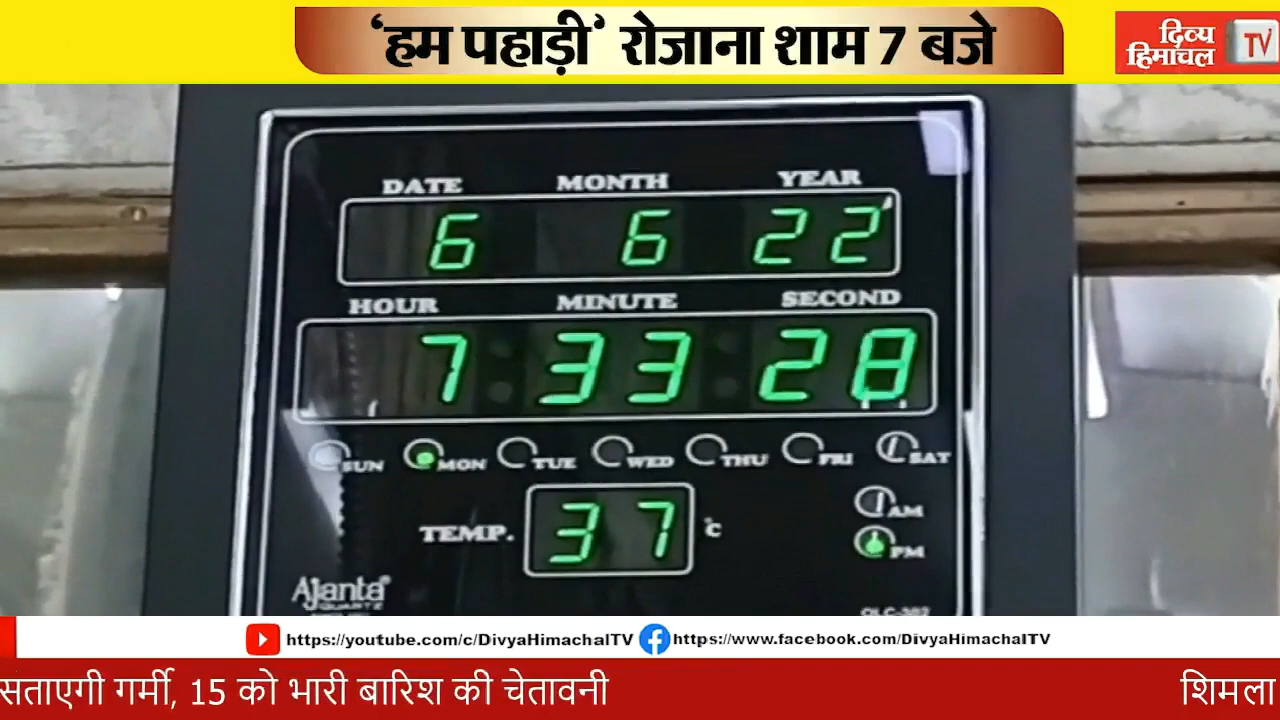 ‘हम पहाड़ी‘ रोजाना शाम 7 बजे
दिव्य
हिमाचल TV
DATE MONTH YEAR
6 6 22
HOUR MINUTE SECOND
7 33 28
SUN MON TUE WED THU FRI SAT
AM
TEMP. 37 °C
PM
Ajanta
QUARTZ
https://youtube.com/c/DivyaHimachalTV https://www.facebook.com/DivyaHimachalTV
सताएगी गर्मी, 15 को भारी बारिश की चेतावनी शिमला